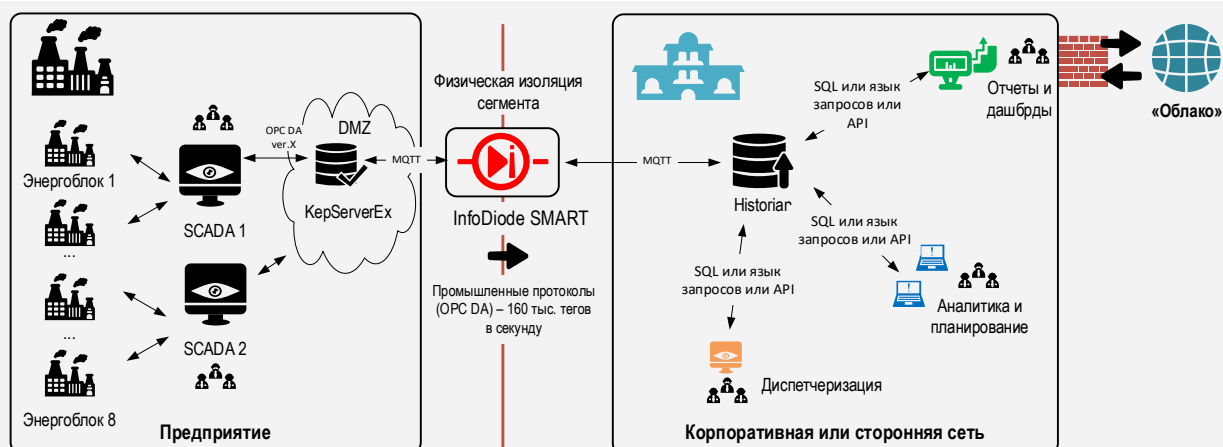 Энергоблок 1
...
...
Энергоблок 8
SCADA 1
SCADA 2
OPC DA
ver.X
DMZ
KepServerEx
MQTT
Предприятие
Физическая изоляция
сегмента
InfoDiode SMART
Промышленные протоколы
(OPC DA) – 160 тыс. тегов
в секунду
MQTT
Historian
SQL или язык
запросов или
API
Отчеты и
дашбрды
SQL или язык
запросов или API
Аналитика и
планирование
SQL или язык
запросов или API
Диспетчеризация
Корпоративная или сторонняя сеть
«Облако»